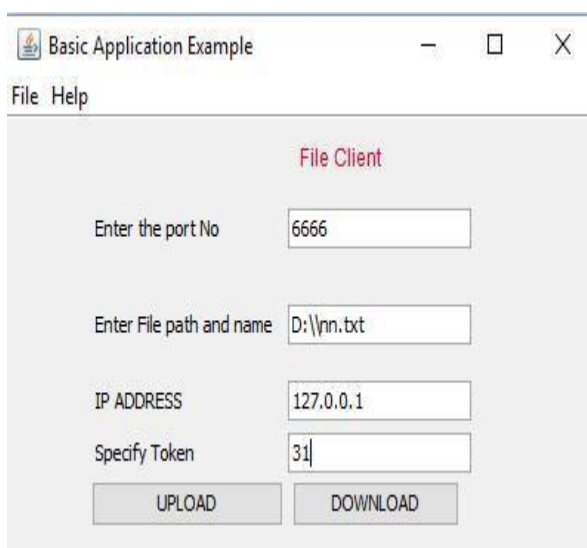 Basic Application Example
File Help
File Client
Enter the port No 6666
Enter File path and name D:\\nn.txt
IP ADDRESS 127.0.0.1
Specify Token 31
UPLOAD DOWNLOAD